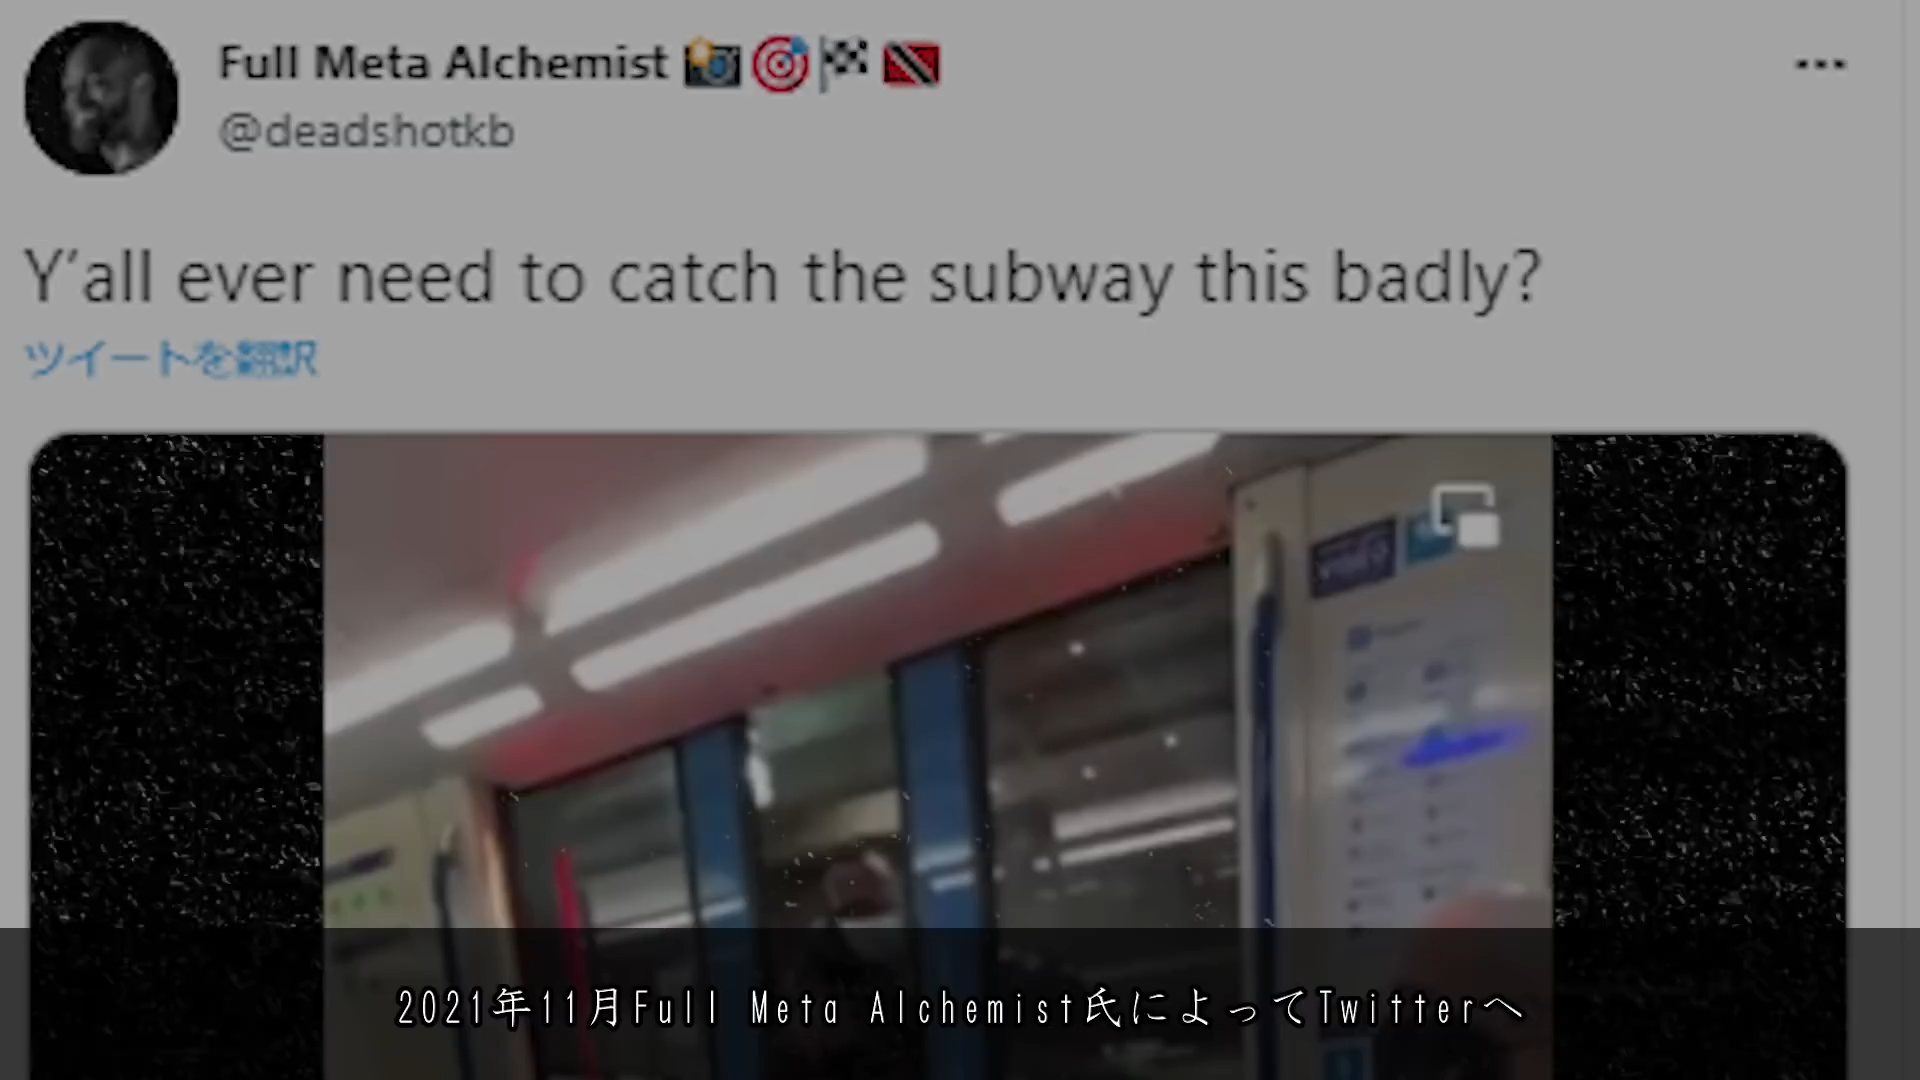 Full Meta Alchemist
@deadshotkb
Y'all ever need to catch the subway this badly?
ツイートを翻訳
2021年11月Full Meta Alchemist氏によってTwitterへ